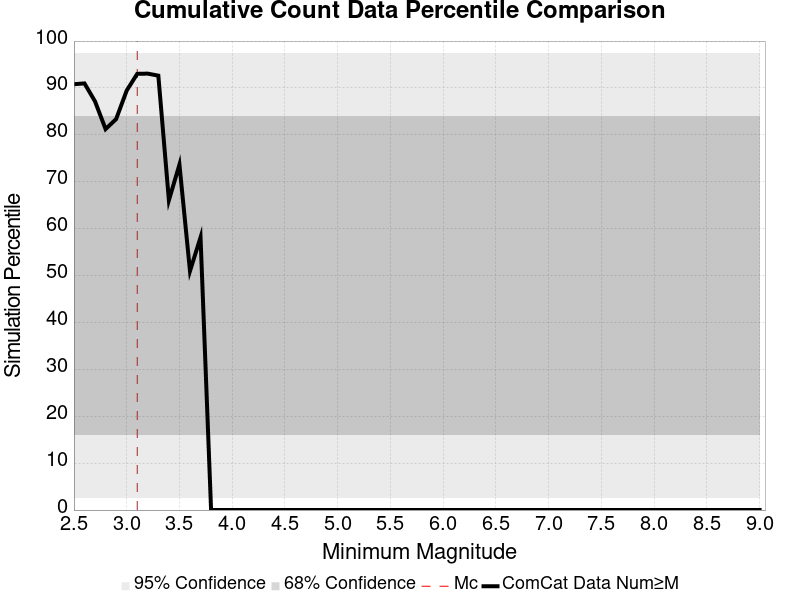 Cumulative Count Data Percentile Comparison
100
90
80
70
60
50
40
30
20
10
0
Simulation Percentile
2.5 3.0 3.5 4.0 4.5 5.0 5.5 6.0 6.5 7.0 7.5 8.0 8.5 9.0
Minimum Magnitude
95% Confidence 68% Confidence Mc ComCat Data Num≥M